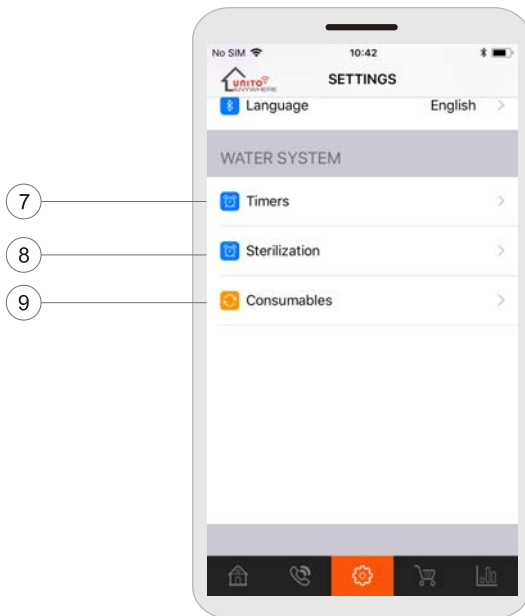 No SIM 10:42
UNITO
ANYWHERE
SETTINGS
Language English
WATER SYSTEM
7 Timers
8 Sterilization
9 Consumables